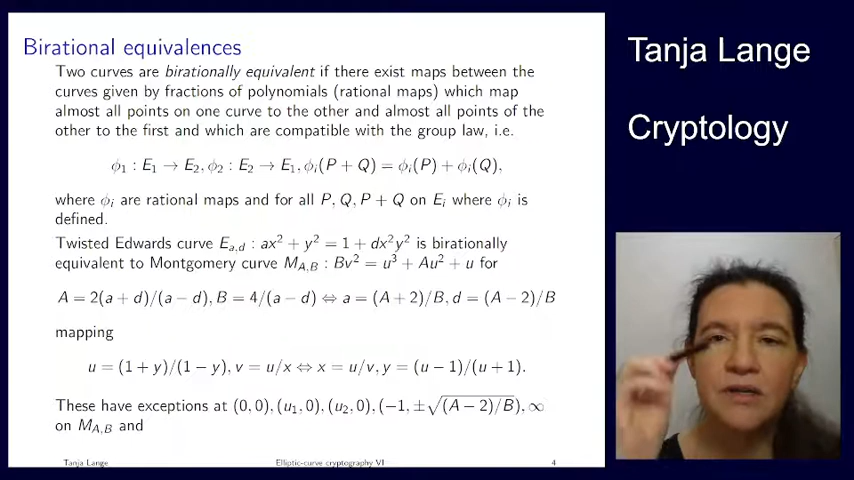 Birational equivalences
Two curves are birationally equivalent if there exist maps between the
curves given by fractions of polynomials (rational maps) which map
almost all points on one curve to the other and almost all points of the
other to the first and which are compatible with the group law, i.e.
ϕ₁ : E₁ → E₂, ϕ₂ : E₂ → E₁, ϕᵢ(P + Q) = ϕᵢ(P) + ϕᵢ(Q),
where ϕᵢ are rational maps and for all P, Q, P + Q on Eᵢ where ϕᵢ is
defined.
Twisted Edwards curve E_{a,d} : ax² + y² = 1 + dx²y² is birationally
equivalent to Montgomery curve M_{A,B} : Bv² = u³ + Au² + u for
A = 2(a + d)/(a − d), B = 4/(a − d) ⇔ a = (A + 2)/B, d = (A − 2)/B
mapping
u = (1 + y)/(1 − y), v = u/x ⇔ x = u/v, y = (u − 1)/(u + 1).
These have exceptions at (0, 0), (u₁, 0), (u₂, 0), (−1, ±√((A − 2)/B)), ∞
on M_{A,B} and
Tanja Lange Elliptic-curve cryptography VI 4
Tanja Lange
Cryptology